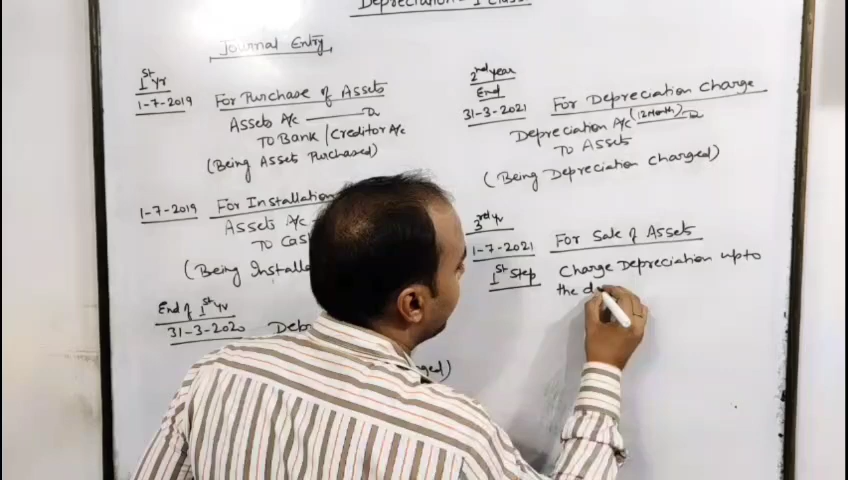 Depreciation - 1 Class
Journal Entry
1st Yr
1-7-2019 For Purchase of Assets
Assets A/c Dr
To Bank / Creditor A/c
(Being Assets Purchased)
1-7-2019 For Installation
Assets A/c
To
(Being
End of 1st Yr
31-3-2020
2nd year
End
31-3-2021 For Depreciation Charge
Depreciation A/c (12 Month) Dr
To Assets
(Being Depreciation Charged)
3rd Yr
1-7-2021 For Sale of Assets
1st Step Charge Depreciation upto
the